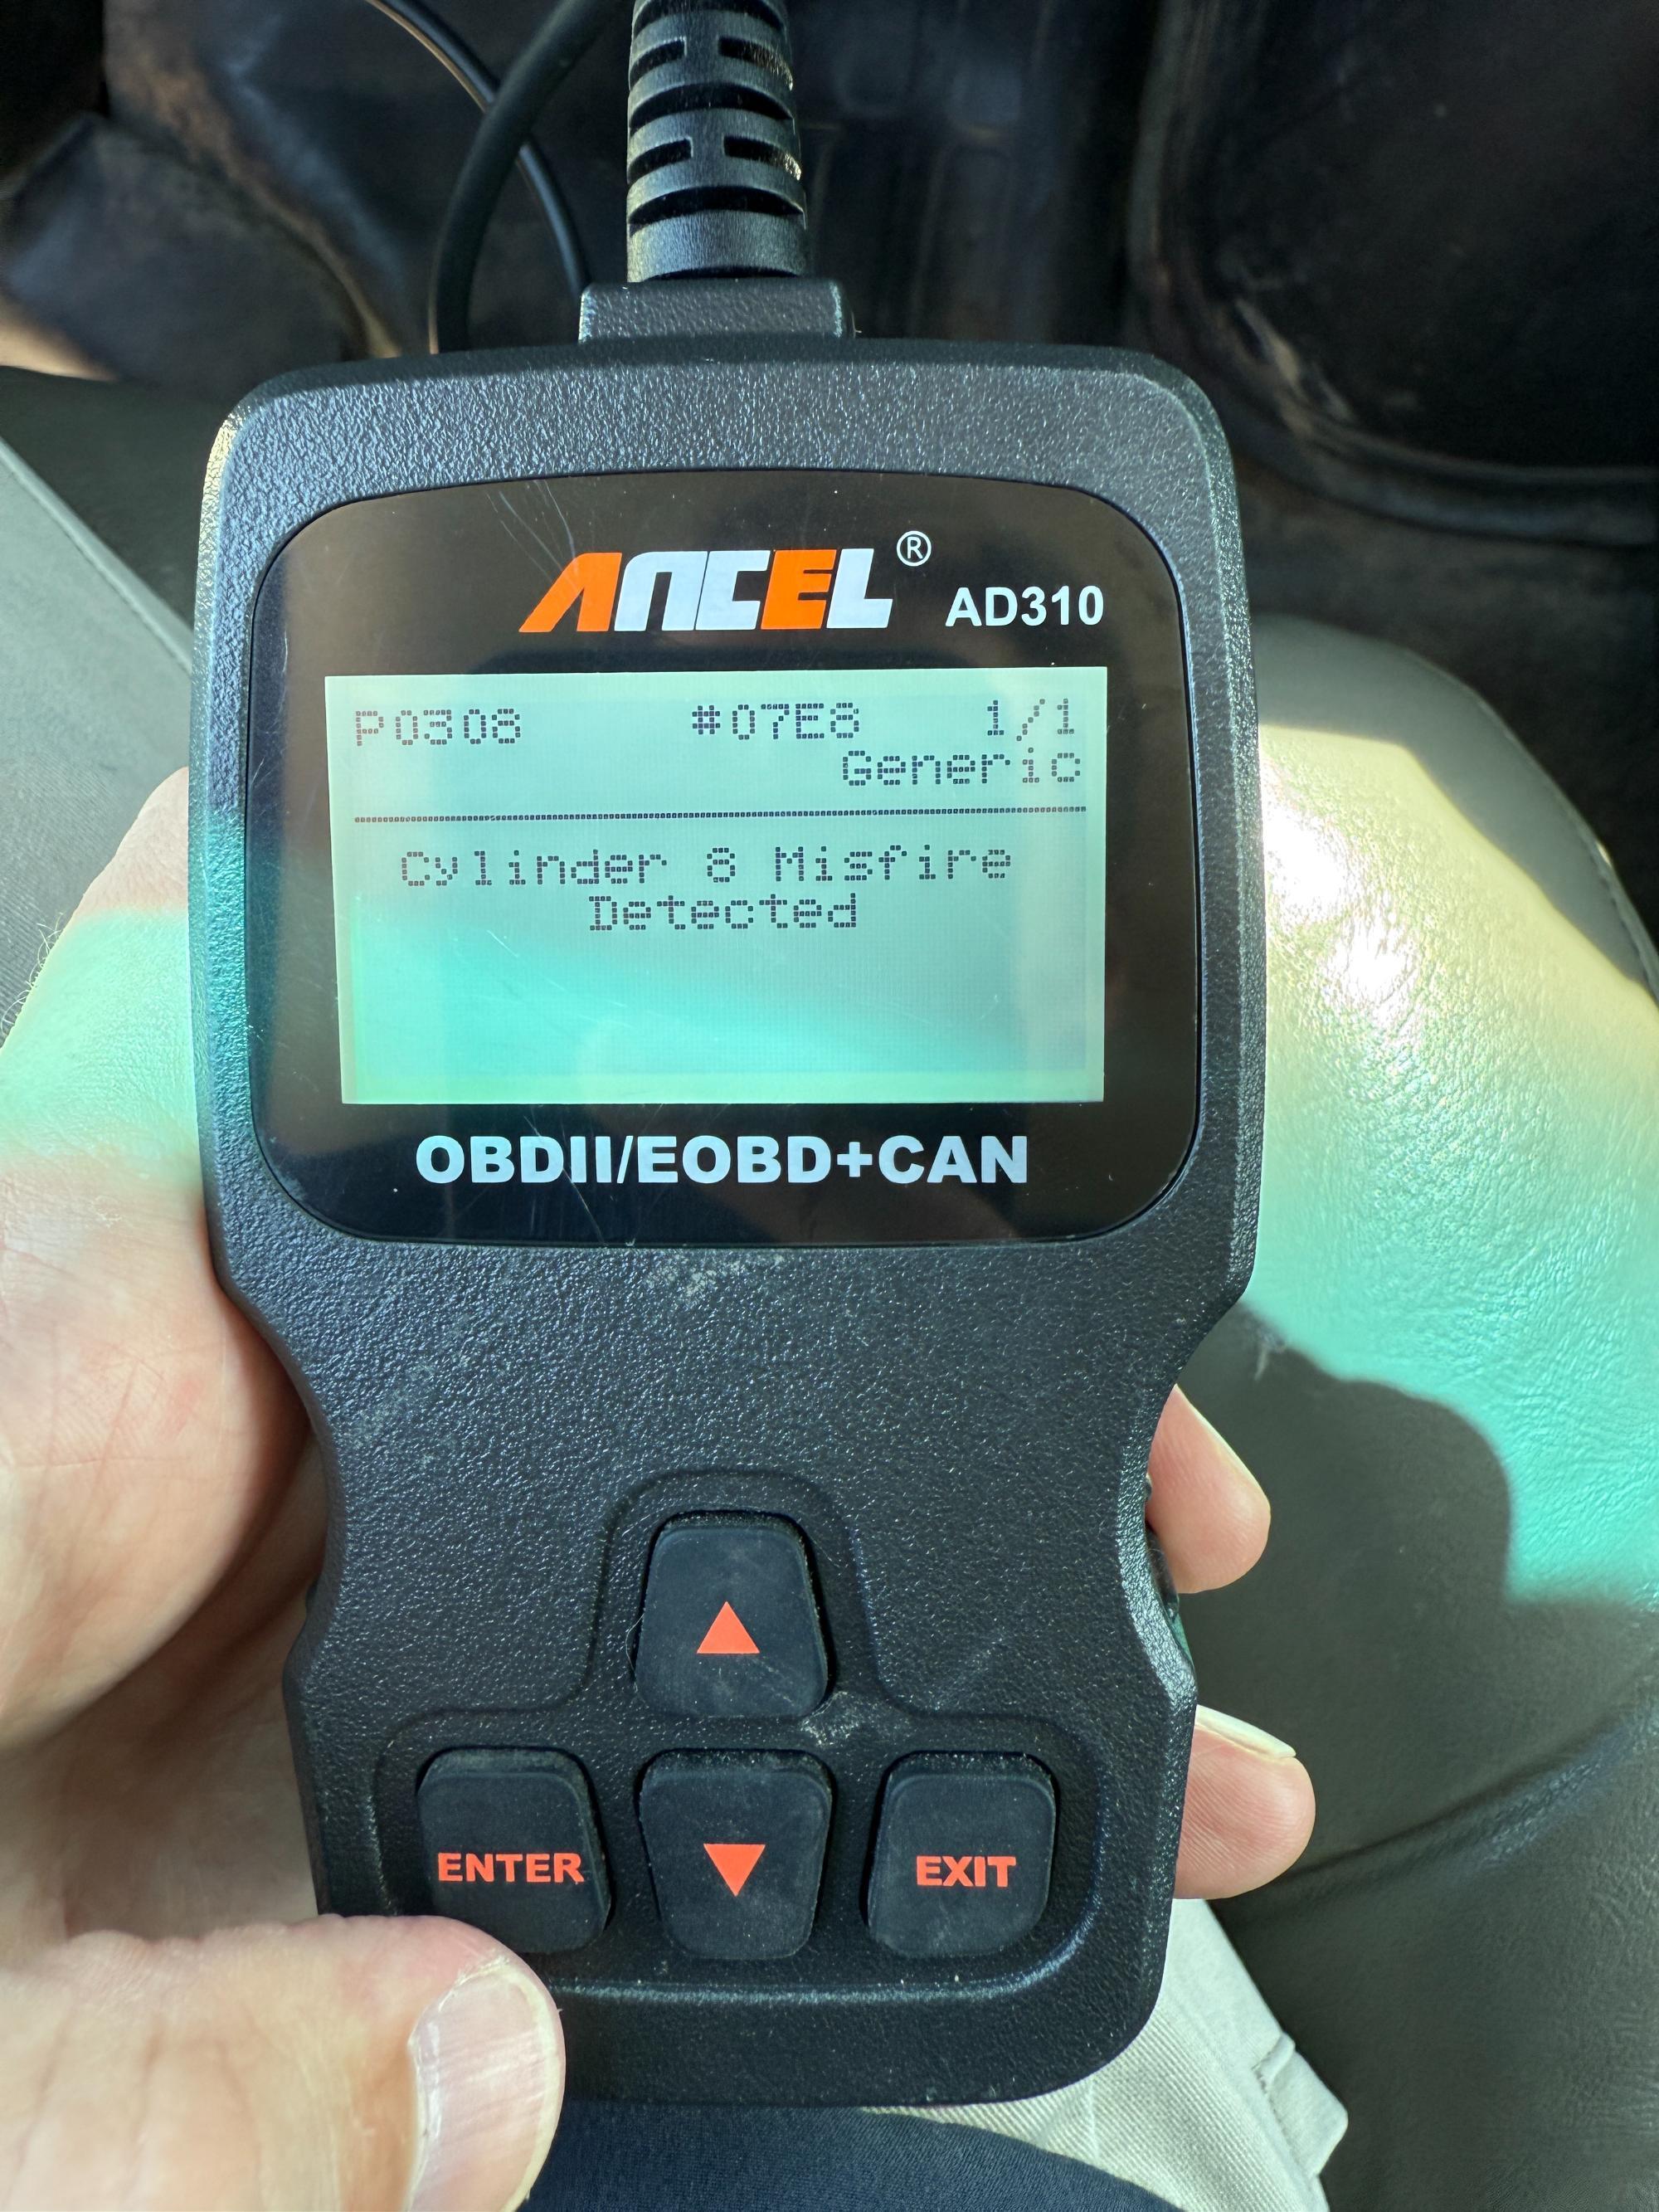 ANCEL® AD310
P0308 #07E8 1/1
Generic
Cylinder 8 Misfire
Detected
OBDII/EOBD+CAN
ENTER EXIT